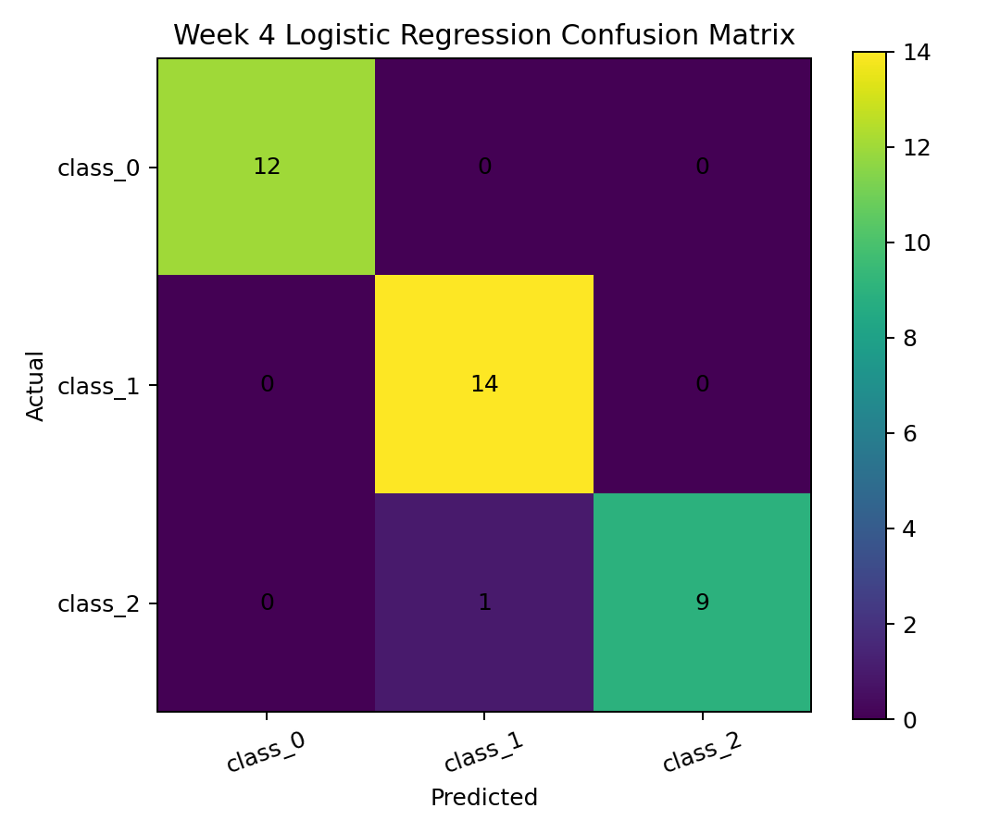 Week 4 Logistic Regression Confusion Matrix
class_0 12 0 0
class_1 0 14 0
class_2 0 1 9
class_0 class_1 class_2
Predicted
Actual
14
12
10
8
6
4
2
0